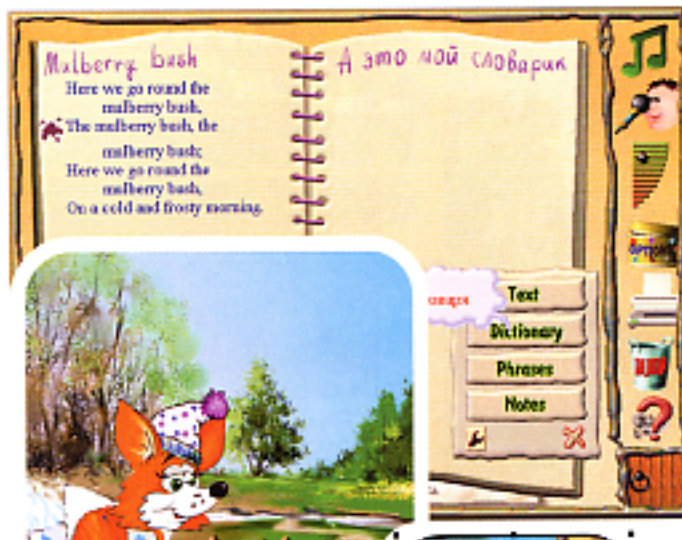 Mulberry bush
Here we go round the
mulberry bush,
The mulberry bush, the
mulberry bush;
Here we go round the
mulberry bush,
On a cold and frosty morning.
А это мой словарик
Text
Dictionary
Phrases
Notes
OPTIONS